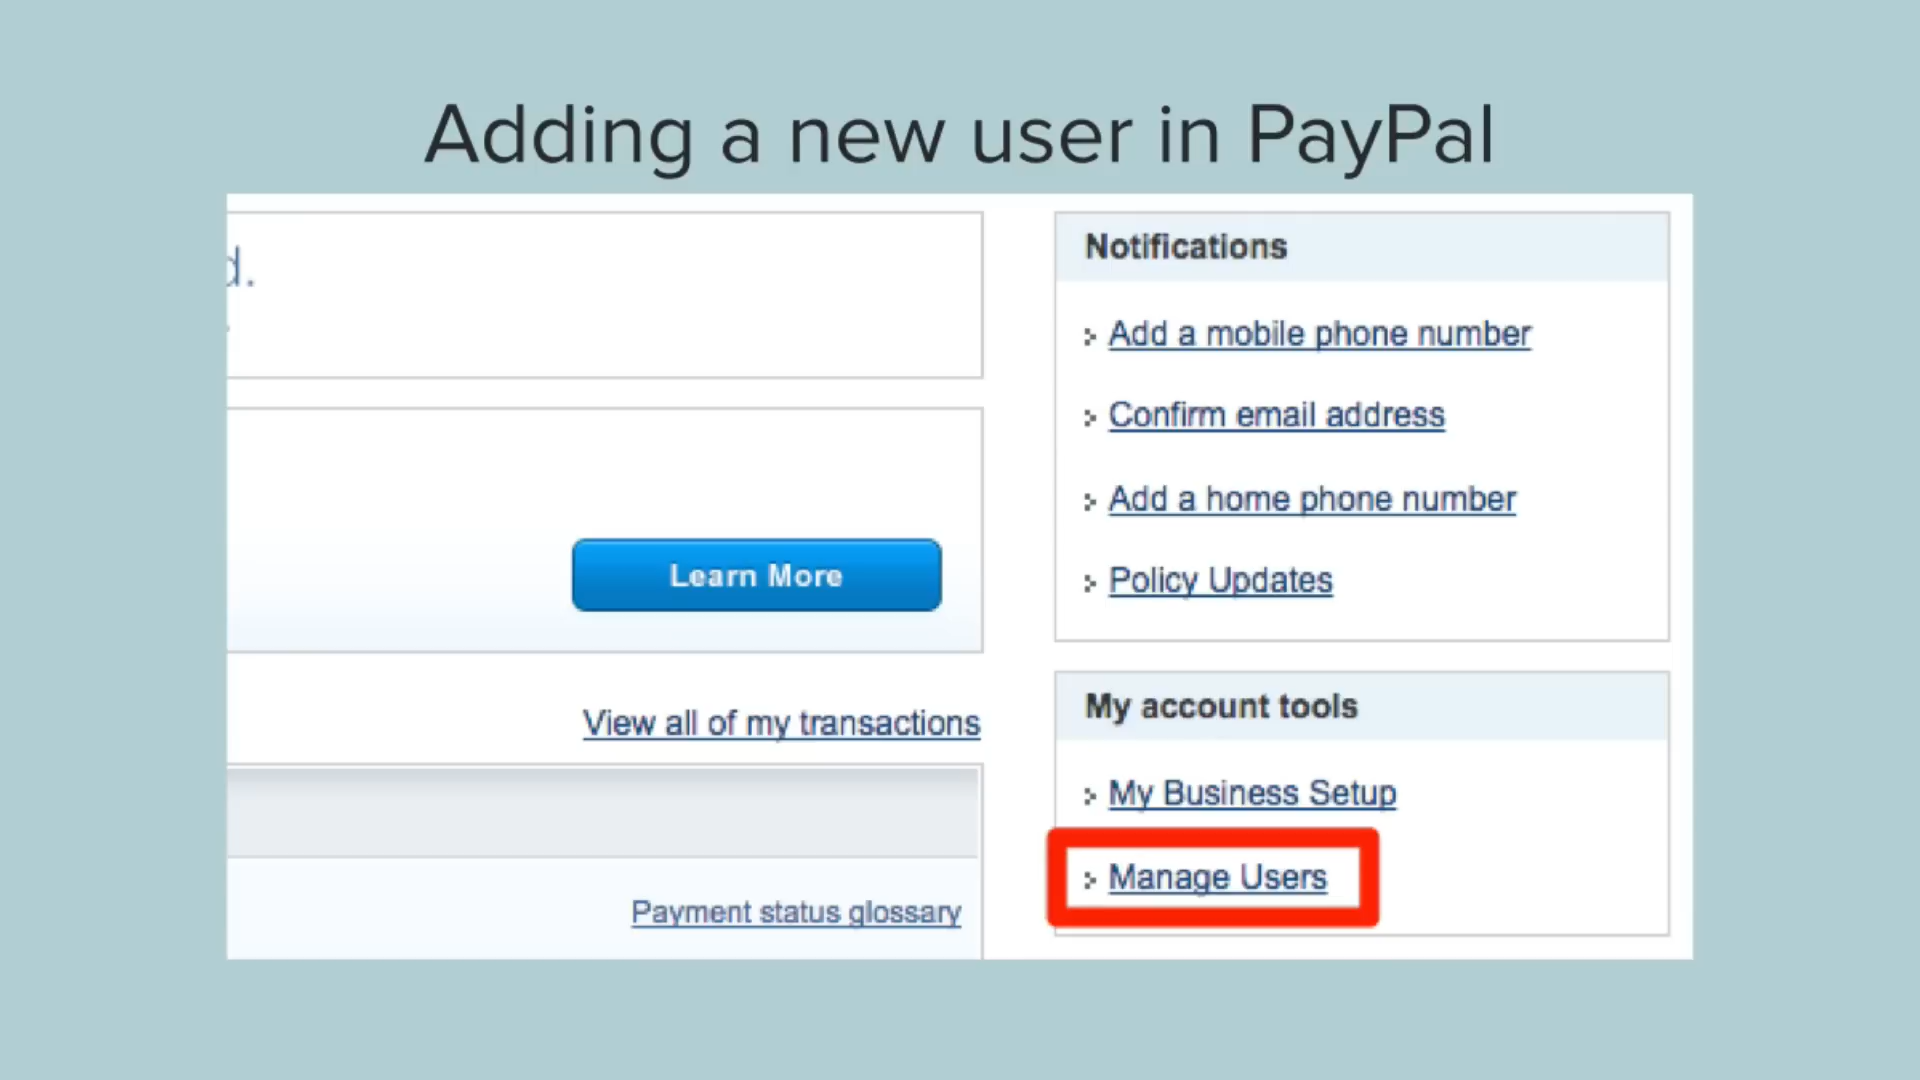 Adding a new user in PayPal
d.
Learn More
View all of my transactions
Payment status glossary
Notifications
Add a mobile phone number
Confirm email address
Add a home phone number
Policy Updates
My account tools
My Business Setup
Manage Users